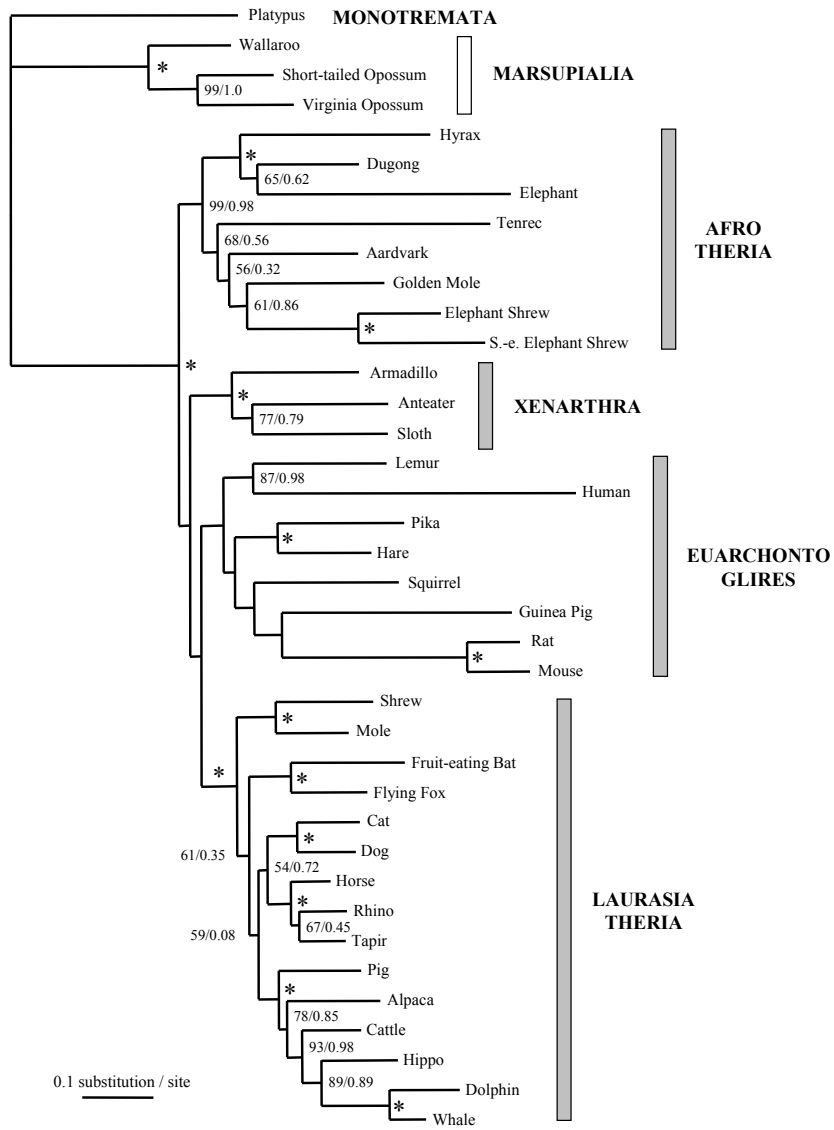 Platypus
MONOTREMATA
Wallaroo
*
Short-tailed Opossum
MARSUPIALIA
99/1.0
Virginia Opossum
Hyrax
*
Dugong
65/0.62
Elephant
99/0.98
Tenrec
AFRO
THERIA
68/0.56
Aardvark
56/0.32
Golden Mole
61/0.86
Elephant Shrew
*
S.-e. Elephant Shrew
*
Armadillo
*
Anteater
XENARTHRA
77/0.79
Sloth
Lemur
87/0.98
Human
Pika
*
Hare
EUARCHONTO
GLIRES
Squirrel
Guinea Pig
Rat
*
Mouse
Shrew
*
Mole
*
Fruit-eating Bat
*
Flying Fox
Cat
*
61/0.35
Dog
54/0.72
Horse
*
LAURASIA
THERIA
Rhino
67/0.45
59/0.08
Tapir
Pig
*
Alpaca
78/0.85
Cattle
93/0.98
Hippo
89/0.89
0.1 substitution / site
Dolphin
*
Whale